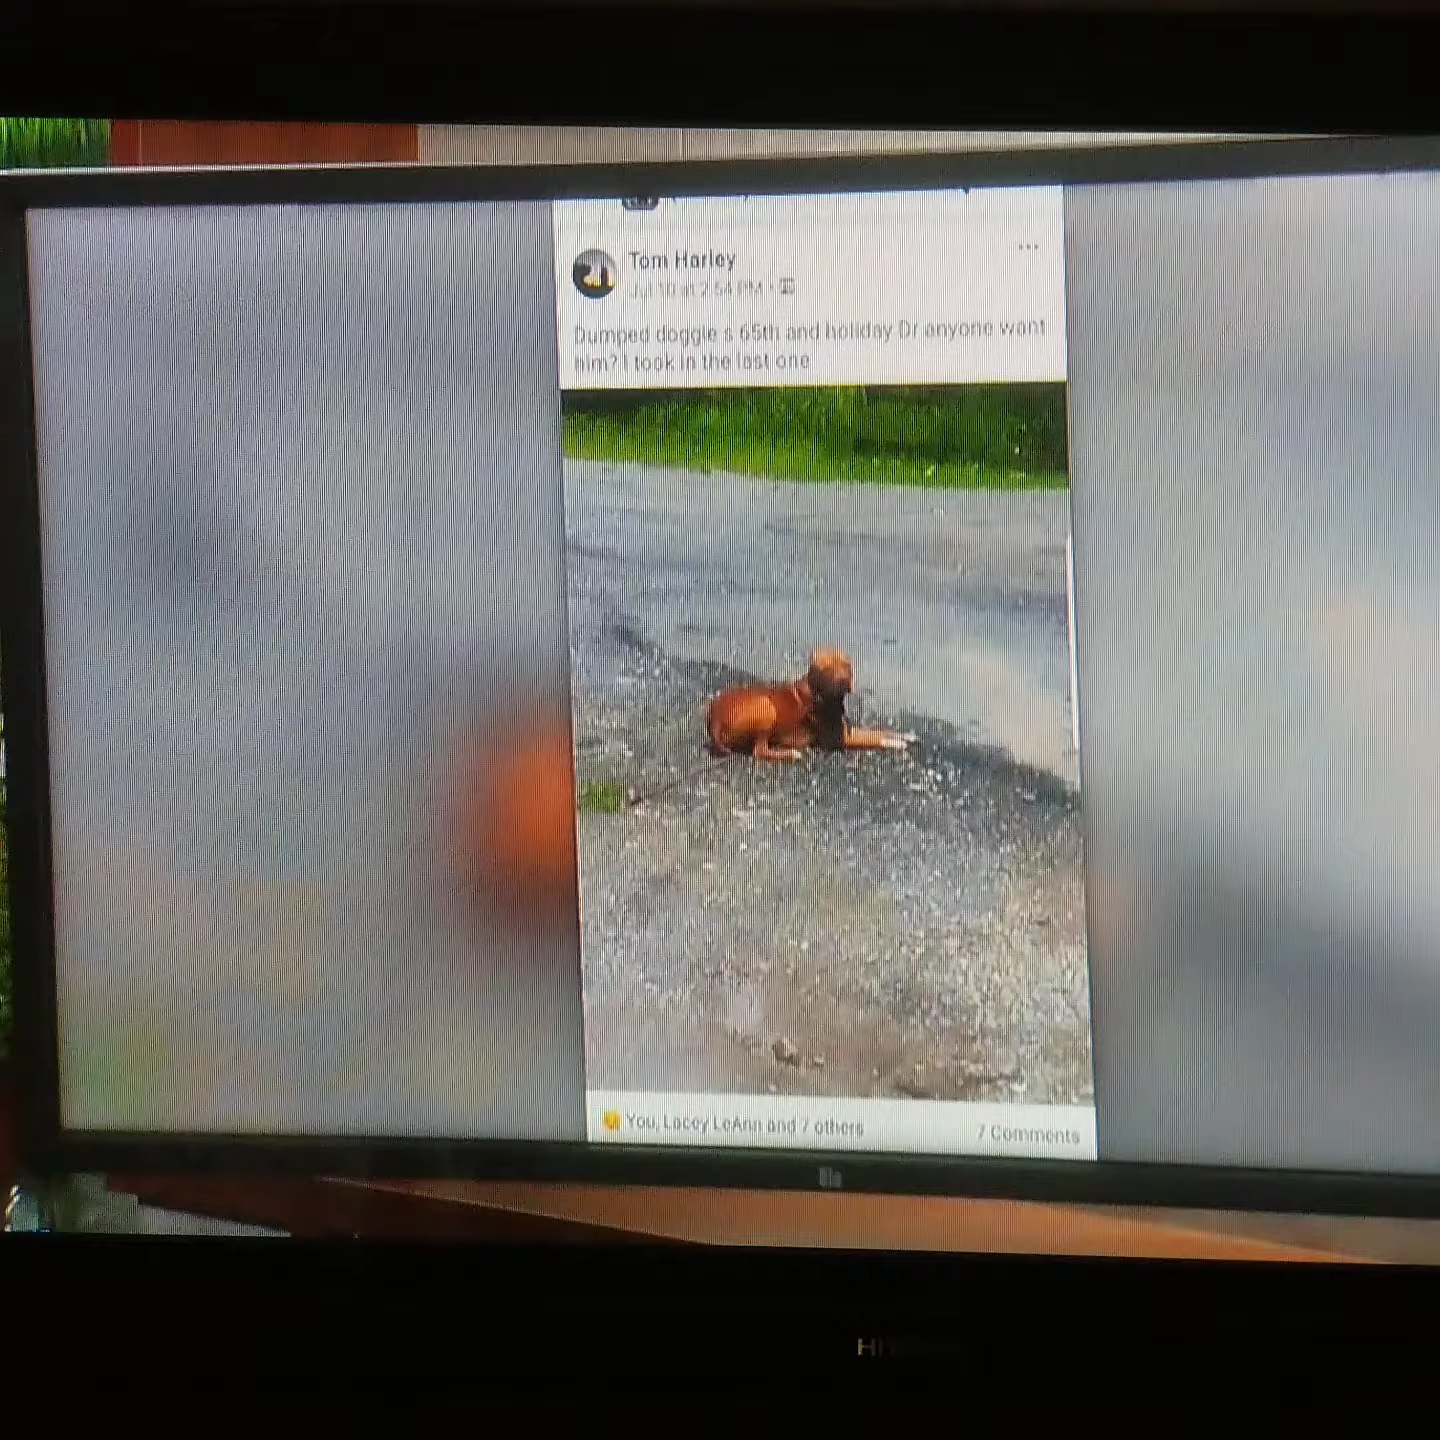 Tom Harley
Jul 10 at 2:54 PM
Dumped doggie s 65th and holiday Dr anyone want
him? I took in the last one
You, Lacey LeAnn and 7 others
7 Comments